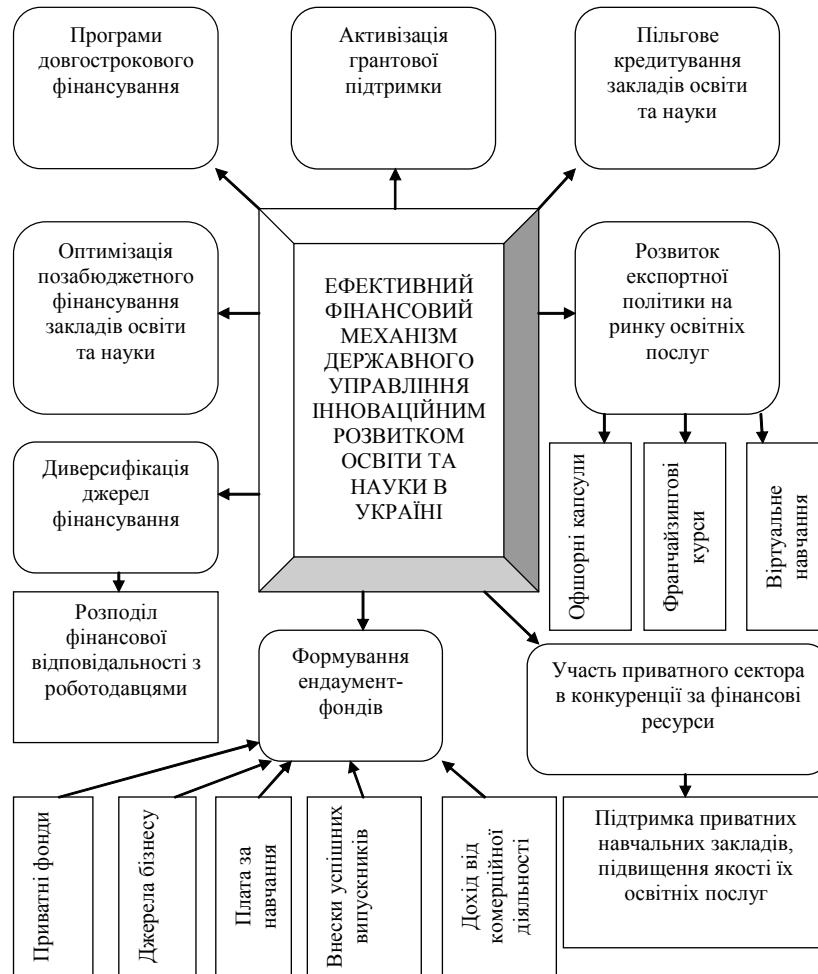 Програми
довгострокового
фінансування
Активізація
грантової
підтримки
Пільгове
кредитування
закладів освіти
та науки
Оптимізація
позабюджетного
фінансування
закладів освіти
та науки
ЕФЕКТИВНИЙ
ФІНАНСОВИЙ
МЕХАНІЗМ
ДЕРЖАВНОГО
УПРАВЛІННЯ
ІННОВАЦІЙНИМ
РОЗВИТКОМ
ОСВІТИ ТА
НАУКИ В
УКРАЇНІ
Розвиток
експортної
політики на
ринку освітніх
послуг
Диверсифікація
джерел
фінансування
Офшорні капсули
Франчайзингові
курси
Віртуальне
навчання
Розподіл
фінансової
відповідальності з
роботодавцями
Формування
ендаумент-
фондів
Участь приватного сектора
в конкуренції за фінансові
ресурси
Приватні фонди
Джерела бізнесу
Плата за
навчання
Внески успішних
випускників
Дохід від
комерційної
діяльності
Підтримка приватних
навчальних закладів,
підвищення якості їх
освітніх послуг